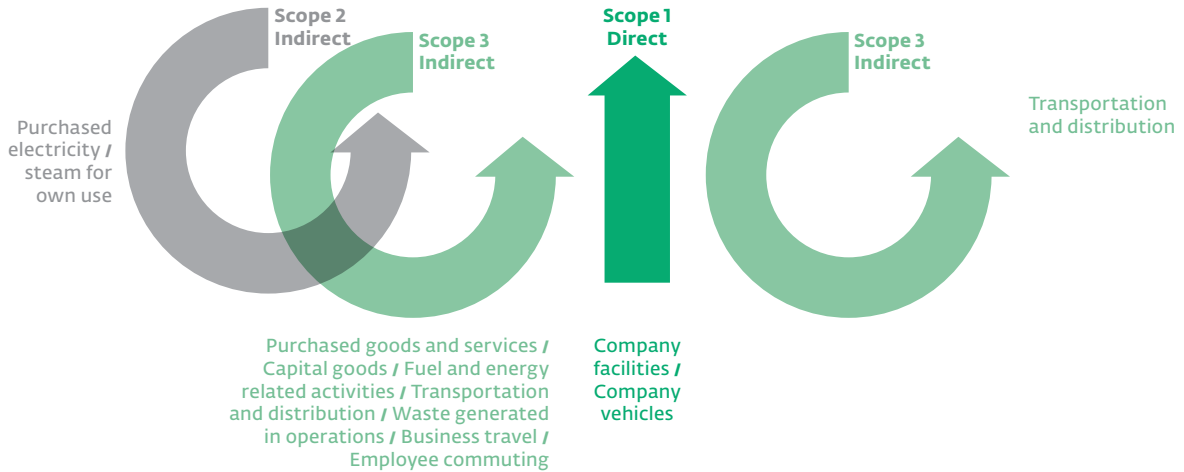 Scope 2
Indirect
Scope 3
Indirect
Scope 1
Direct
Scope 3
Indirect
Purchased
electricity /
steam for
own use
Transportation
and distribution
Purchased goods and services /
Capital goods / Fuel and energy
related activities / Transportation
and distribution / Waste generated
in operations / Business travel /
Employee commuting
Company
facilities /
Company
vehicles